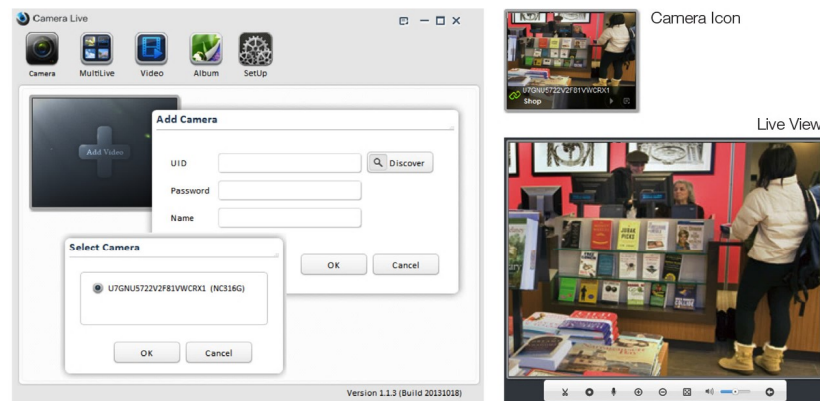 Camera Live
Camera MultiLive Video Album SetUp
Add Video
Add Camera
UID
Discover
Password
Name
OK Cancel
Select Camera
U7GNU5722V2F81VWCRX1 (NC316G)
OK Cancel
Version 1.1.3 (Build 20131018)
Camera Icon
U7GNU5722V2F81VWCRX1
Shop
Live View